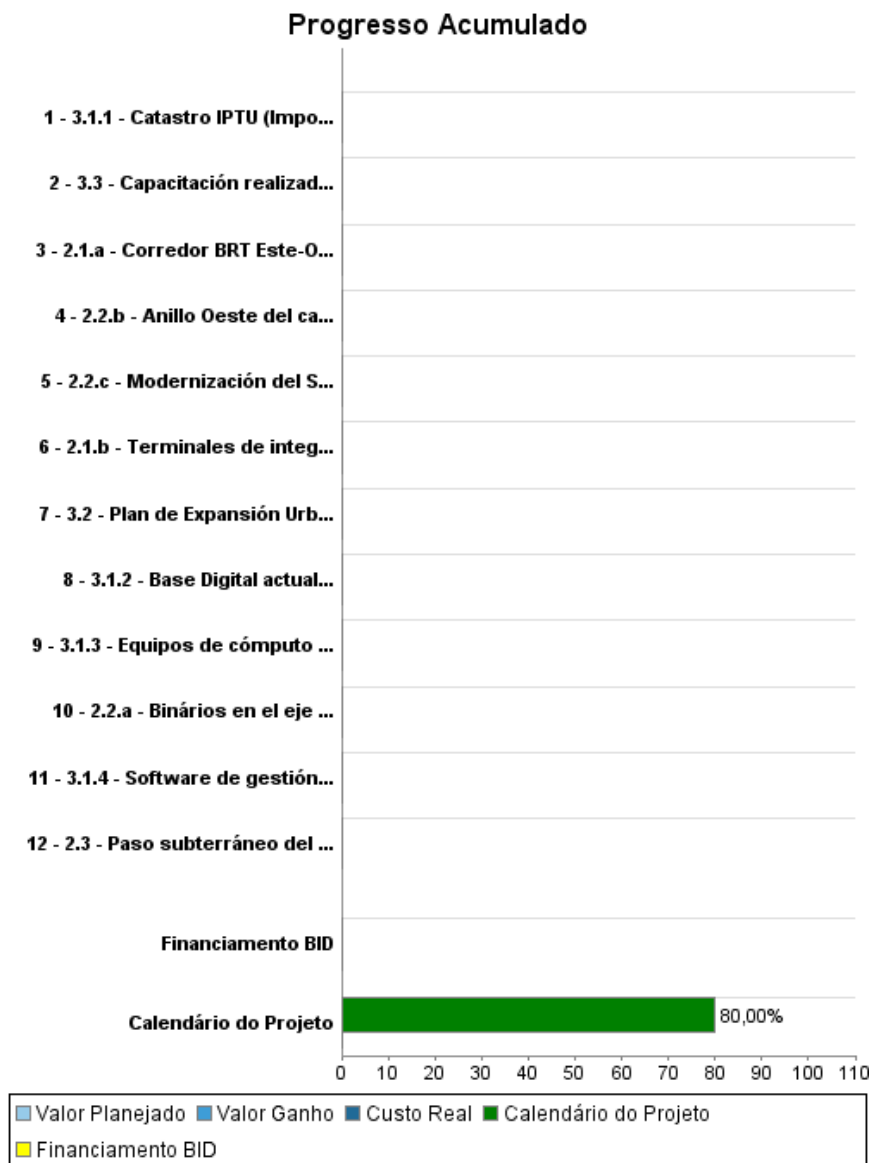 Progresso Acumulado
1 - 3.1.1 - Catastro IPTU (Impo...
2 - 3.3 - Capacitación realizad...
3 - 2.1.a - Corredor BRT Este-O...
4 - 2.2.b - Anillo Oeste del ca...
5 - 2.2.c - Modernización del S...
6 - 2.1.b - Terminales de integ...
7 - 3.2 - Plan de Expansión Urb...
8 - 3.1.2 - Base Digital actual...
9 - 3.1.3 - Equipos de cómputo ...
10 - 2.2.a - Binários en el eje ...
11 - 3.1.4 - Software de gestión...
12 - 2.3 - Paso subterráneo del ...
Financiamento BID
Calendário do Projeto 80,00%
0 10 20 30 40 50 60 70 80 90 100 110
Valor Planejado Valor Ganho Custo Real Calendário do Projeto
Financiamento BID